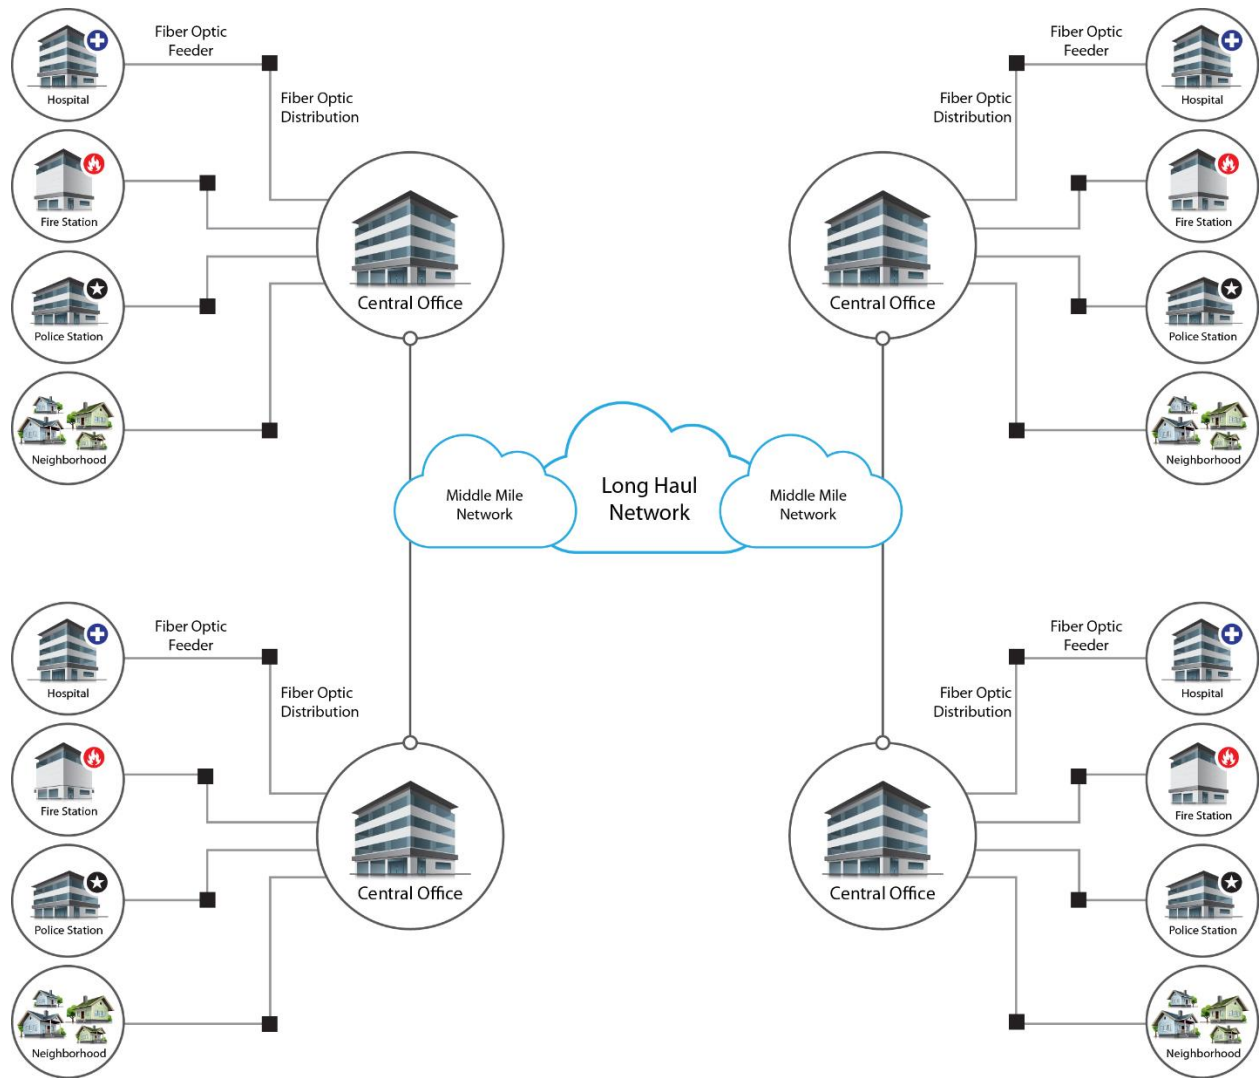 Fiber Optic
Feeder
Hospital
Fiber Optic
Distribution
Fire Station
Police Station
Neighborhood
Central Office
Fiber Optic
Feeder
Hospital
Fiber Optic
Distribution
Fire Station
Police Station
Neighborhood
Central Office
Middle Mile
Network
Long Haul
Network
Middle Mile
Network
Fiber Optic
Feeder
Hospital
Fiber Optic
Distribution
Fire Station
Police Station
Neighborhood
Central Office
Fiber Optic
Feeder
Hospital
Fiber Optic
Distribution
Fire Station
Police Station
Neighborhood
Central Office